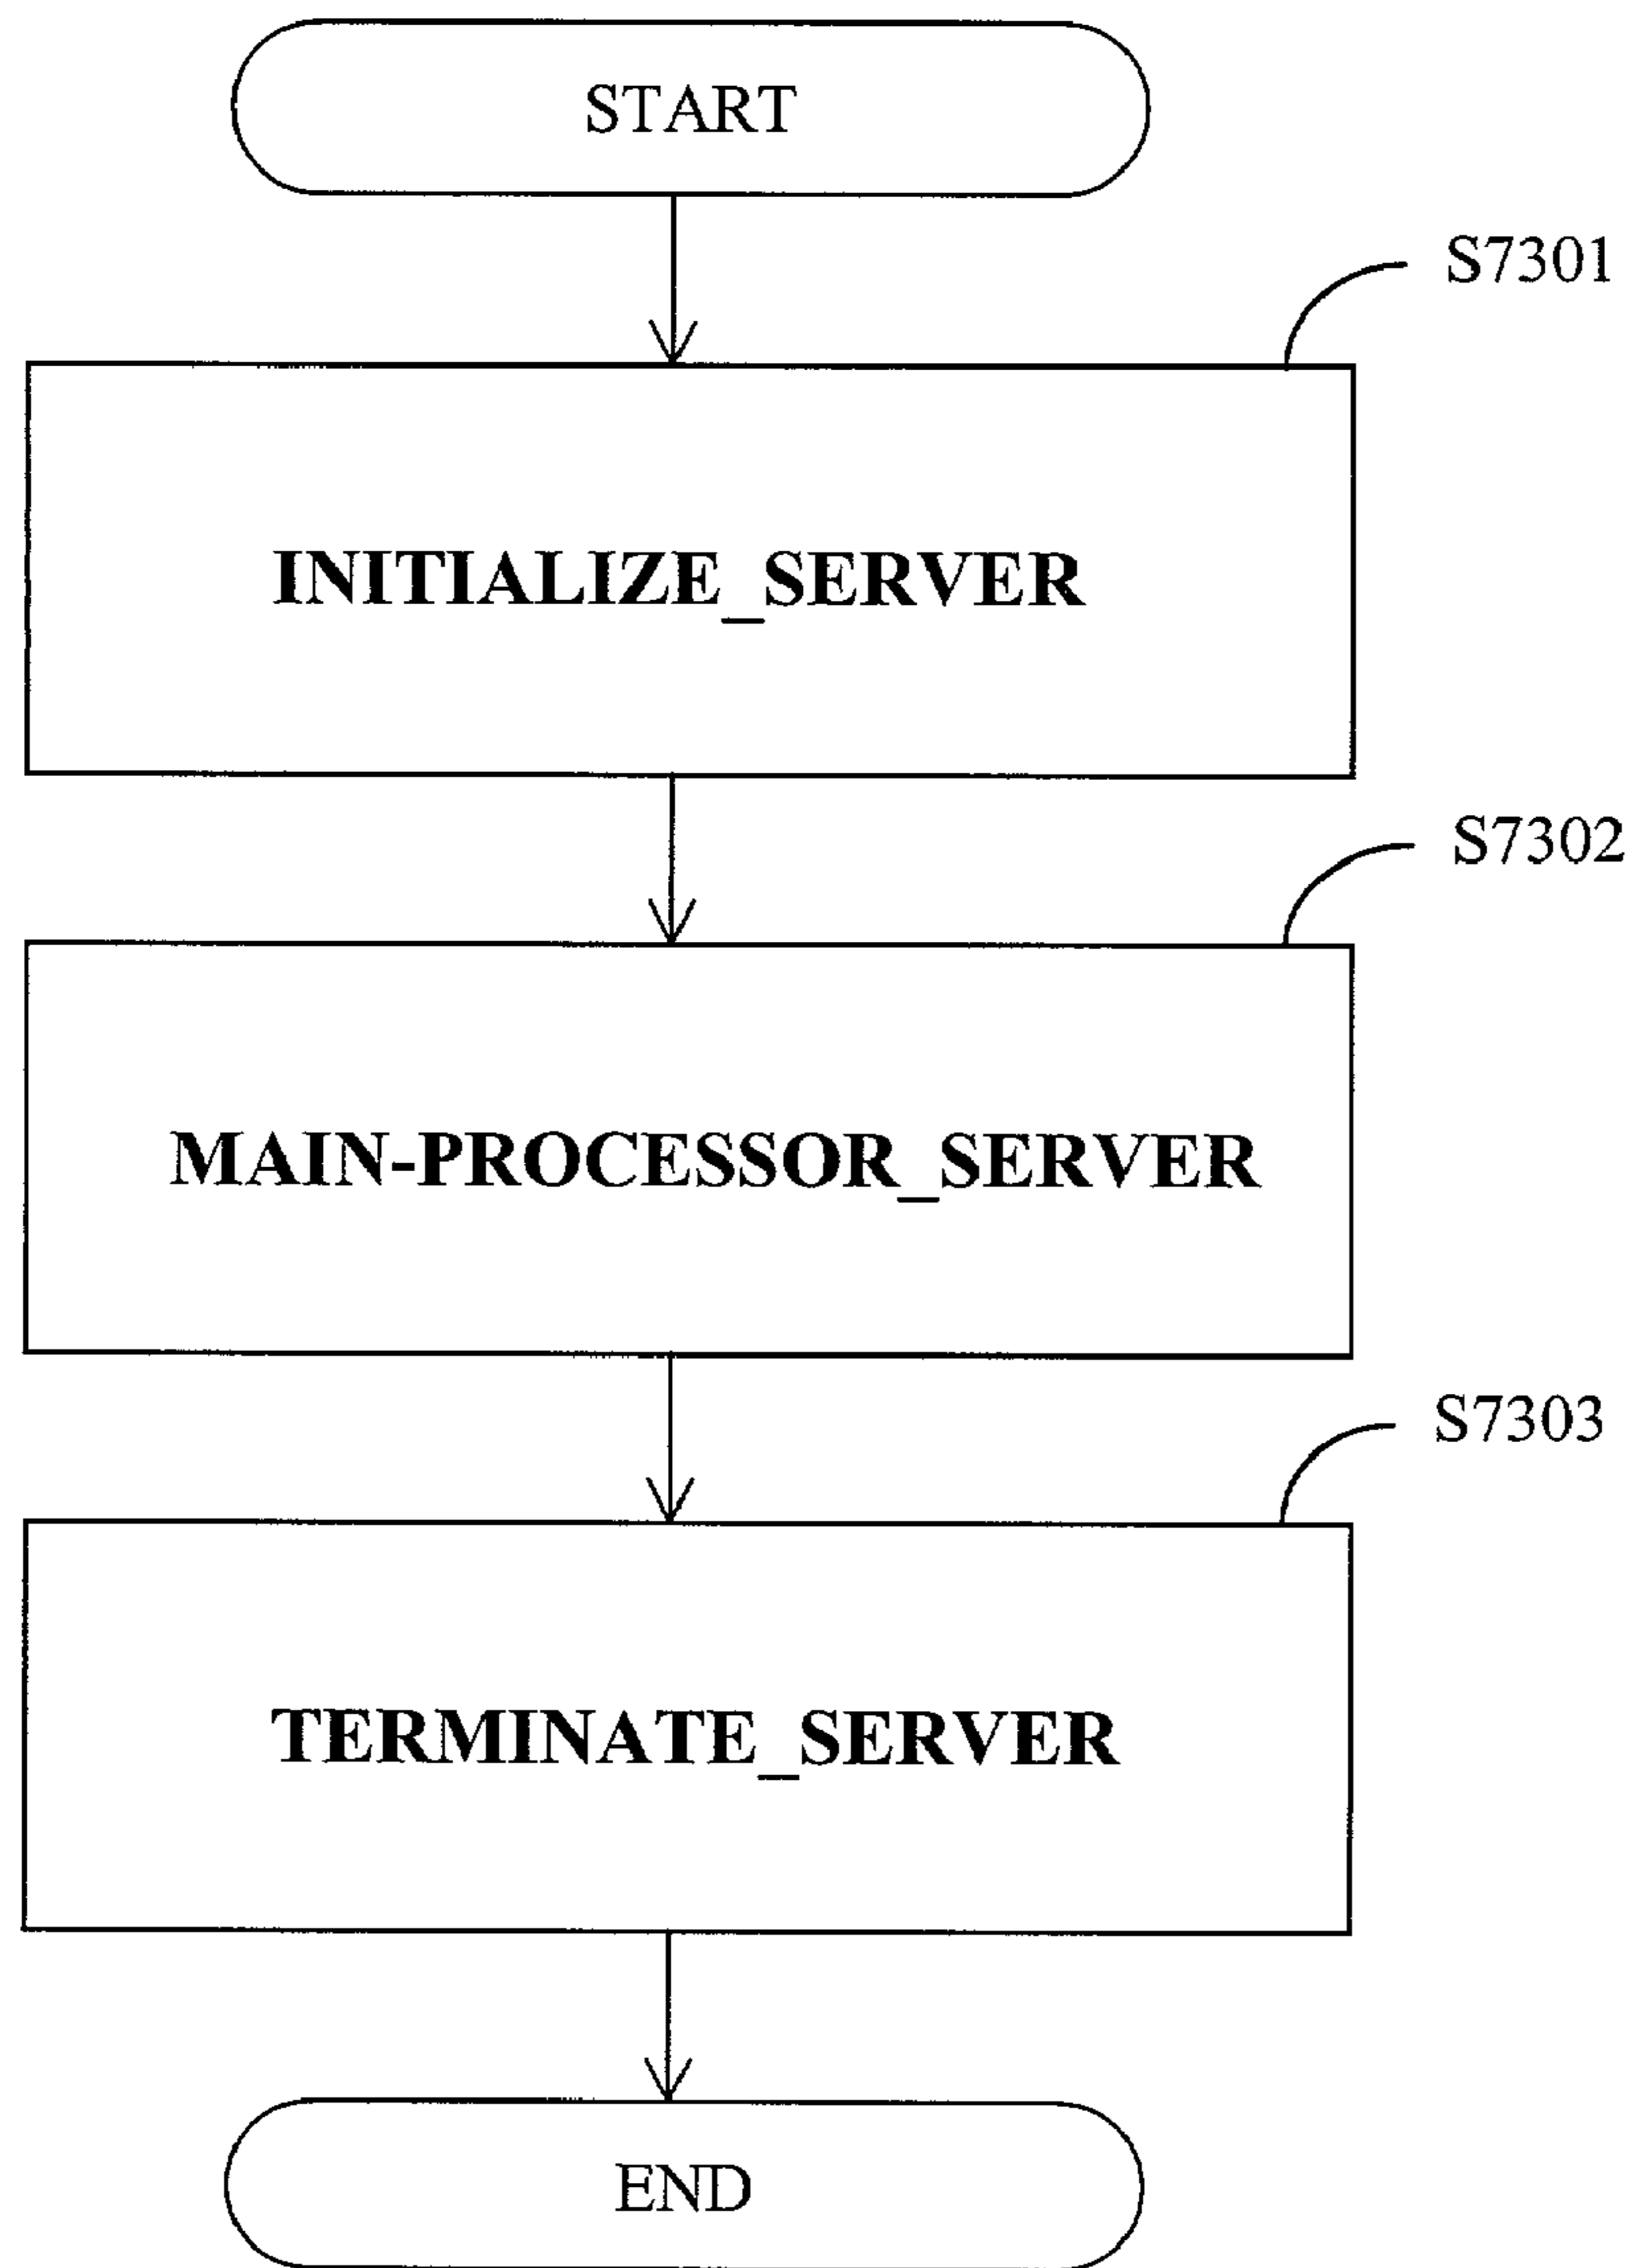 START
S7301
INITIALIZE_SERVER
S7302
MAIN-PROCESSOR_SERVER
S7303
TERMINATE_SERVER
END